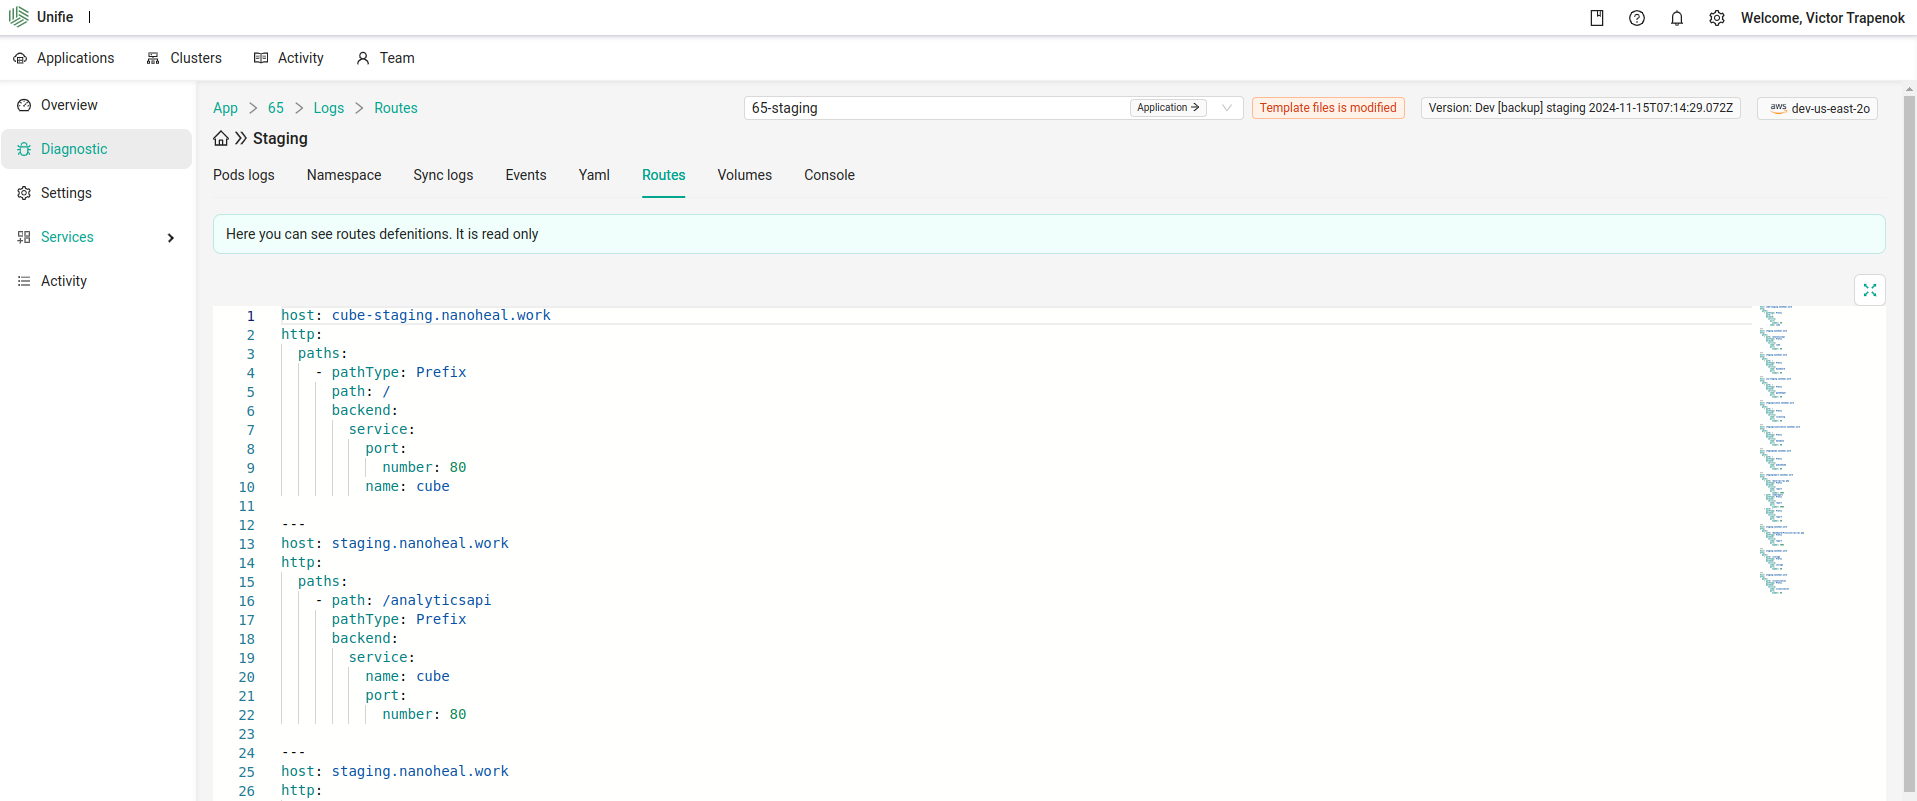 Unifie |
Welcome, Victor Trapenok
Applications Clusters Activity Team
Overview
Diagnostic
Settings
Services
Activity
App > 65 > Logs > Routes
65-staging Application →
Template files is modified
Version: Dev [backup] staging 2024-11-15T07:14:29.072Z
aws dev-us-east-2o
Staging
Pods logs Namespace Sync logs Events Yaml Routes Volumes Console
Here you can see routes defenitions. It is read only
1 host: cube-staging.nanoheal.work
2 http:
3 paths:
4 - pathType: Prefix
5 path: /
6 backend:
7 service:
8 port:
9 number: 80
10 name: cube
11
12 ---
13 host: staging.nanoheal.work
14 http:
15 paths:
16 - path: /analyticsapi
17 pathType: Prefix
18 backend:
19 service:
20 name: cube
21 port:
22 number: 80
23
24 ---
25 host: staging.nanoheal.work
26 http: